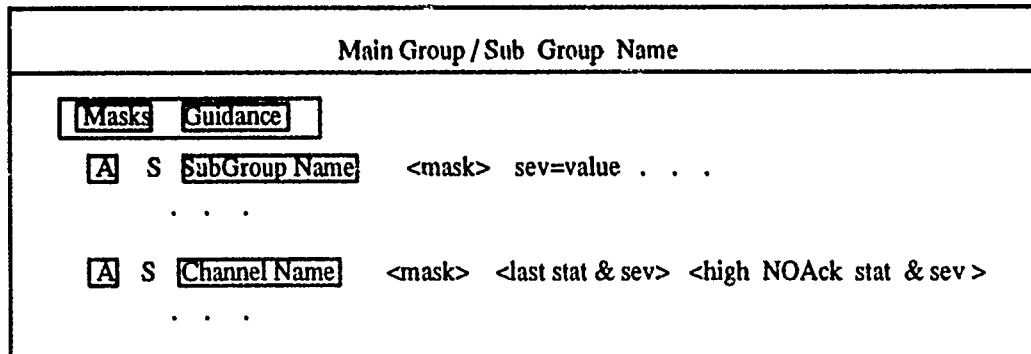 Main Group / Sub Group Name
Masks Guidance
A S SubGroup Name <mask> sev=value . . .
. . .
A S Channel Name <mask> <last stat & sev> <high NOAck stat & sev >
. . .